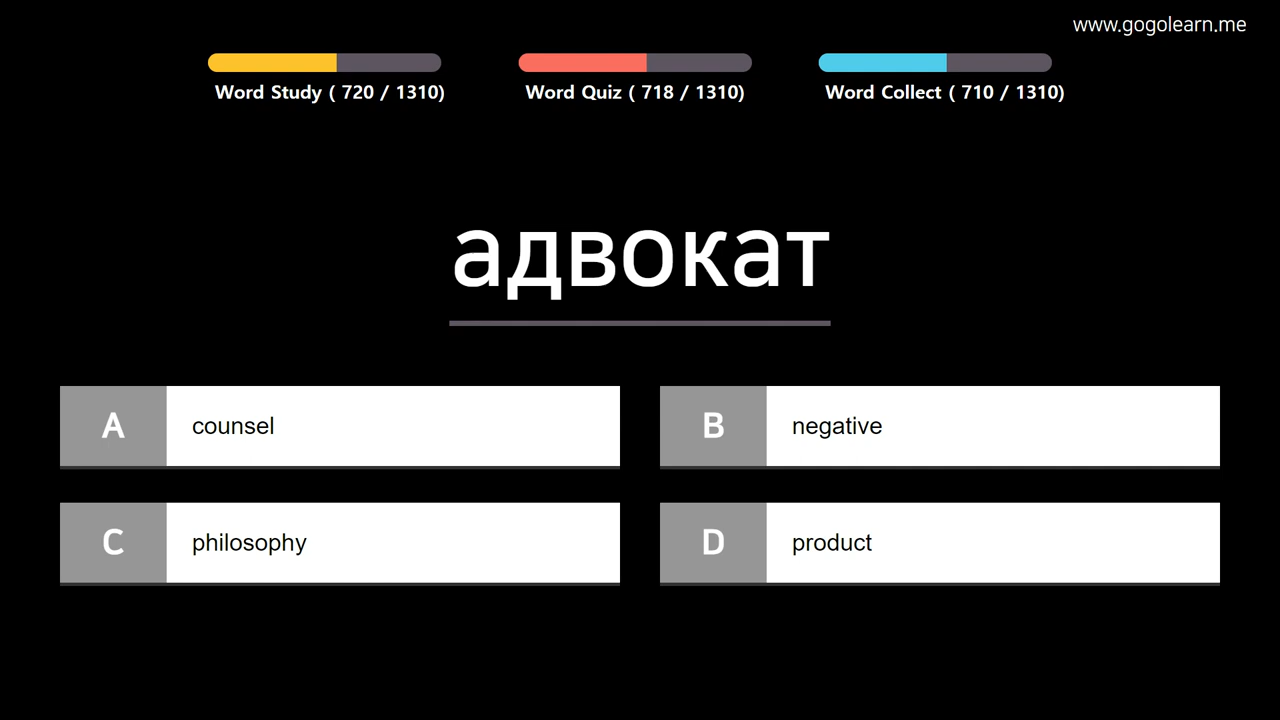 www.gogolearn.me
Word Study ( 720 / 1310)
Word Quiz ( 718 / 1310)
Word Collect ( 710 / 1310)
адвокат
A counsel
B negative
C philosophy
D product